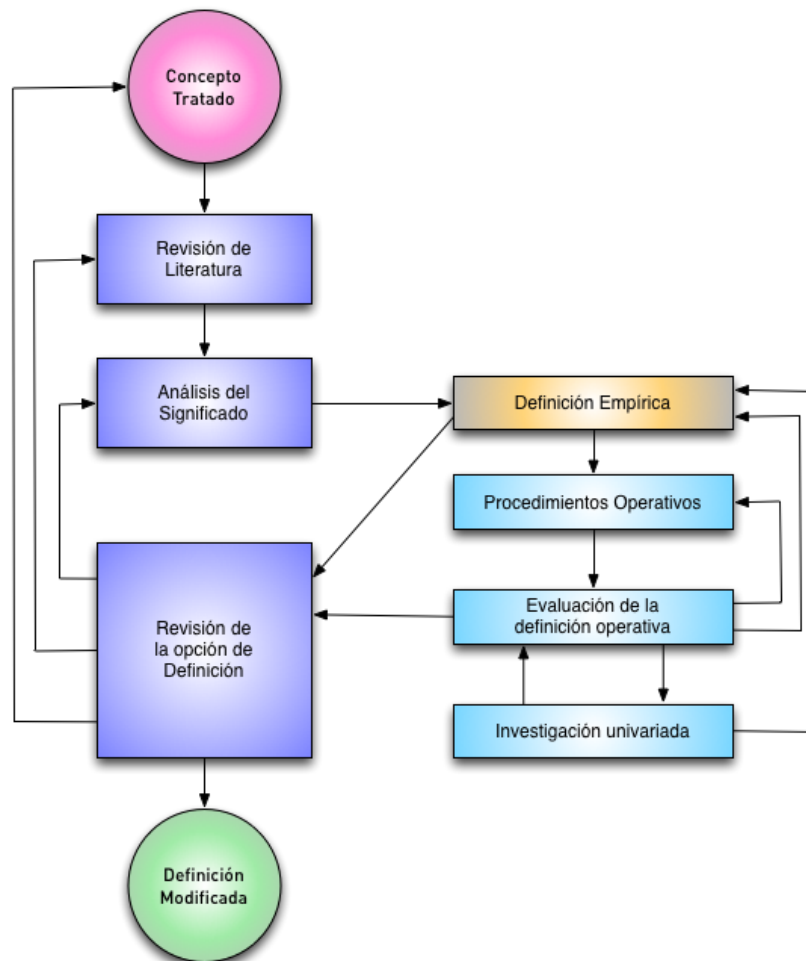 Concepto
Tratado
Revisión de
Literatura
Análisis del
Significado
Definición Empírica
Procedimientos Operativos
Evaluación de la
definición operativa
Revisión de
la opción de
Definición
Investigación univariada
Definición
Modificada